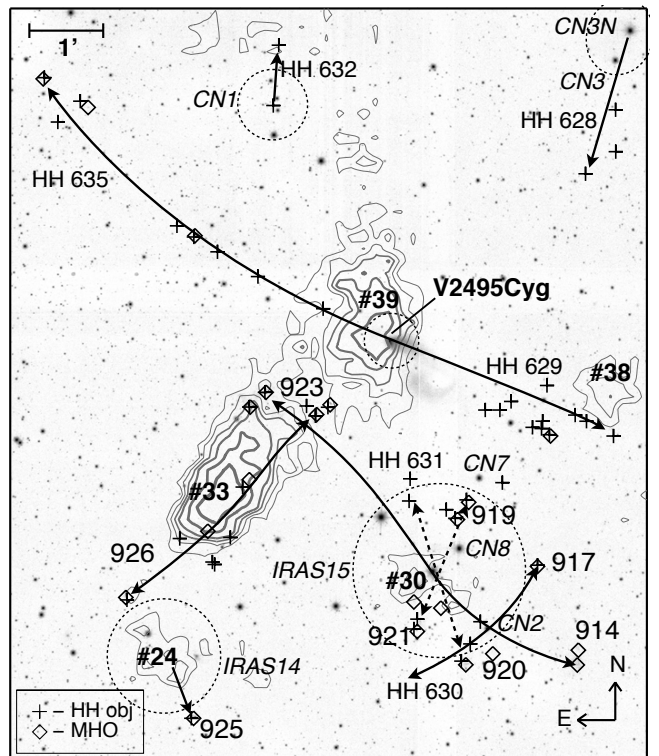 CN3N
1'
HH 632
CN1
CN3
HH 628
HH 635
#39
V2495Cyg
HH 629
#38
923
HH 631
CN7
#33
919
CN8
926
IRAS15
#30
917
921
CN2
914
#24
IRAS14
920
N
HH 630
E
+ – HH obj
◇ – MHO
925